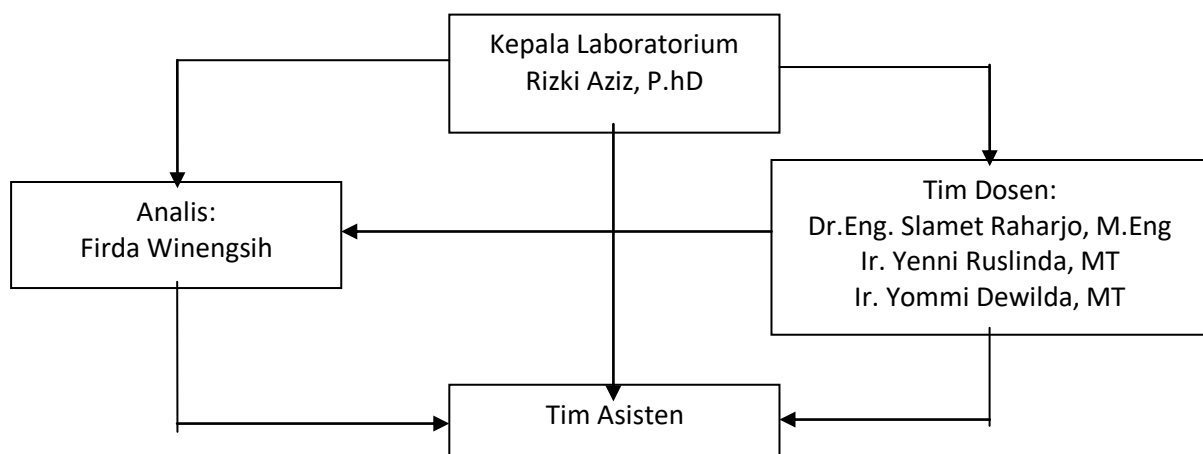 Kepala Laboratorium
Rizki Aziz, P.hD
Analis:
Firda Winengsih
Tim Dosen:
Dr.Eng. Slamet Raharjo, M.Eng
Ir. Yenni Ruslinda, MT
Ir. Yommi Dewilda, MT
Tim Asisten